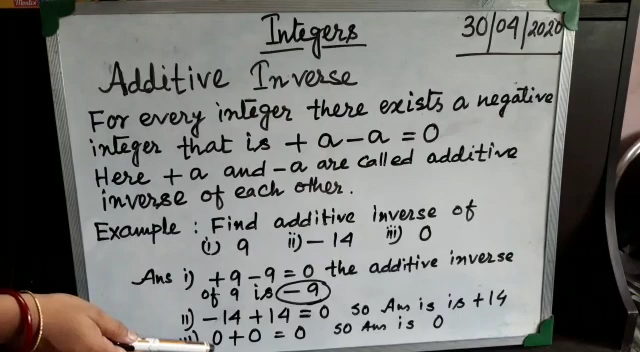 Integers
30/04/2020
Additive Inverse
For every integer there exists a negative
integer that is + a - a = 0
Here + a and - a are called additive
inverse of each other.
Example : Find additive inverse of
(i) 9 ii) - 14 iii) 0
Ans i) + 9 - 9 = 0 the additive inverse
of 9 is - 9
ii) - 14 + 14 = 0 so Ans is is + 14
iii) 0 + 0 = 0 so Ans is 0